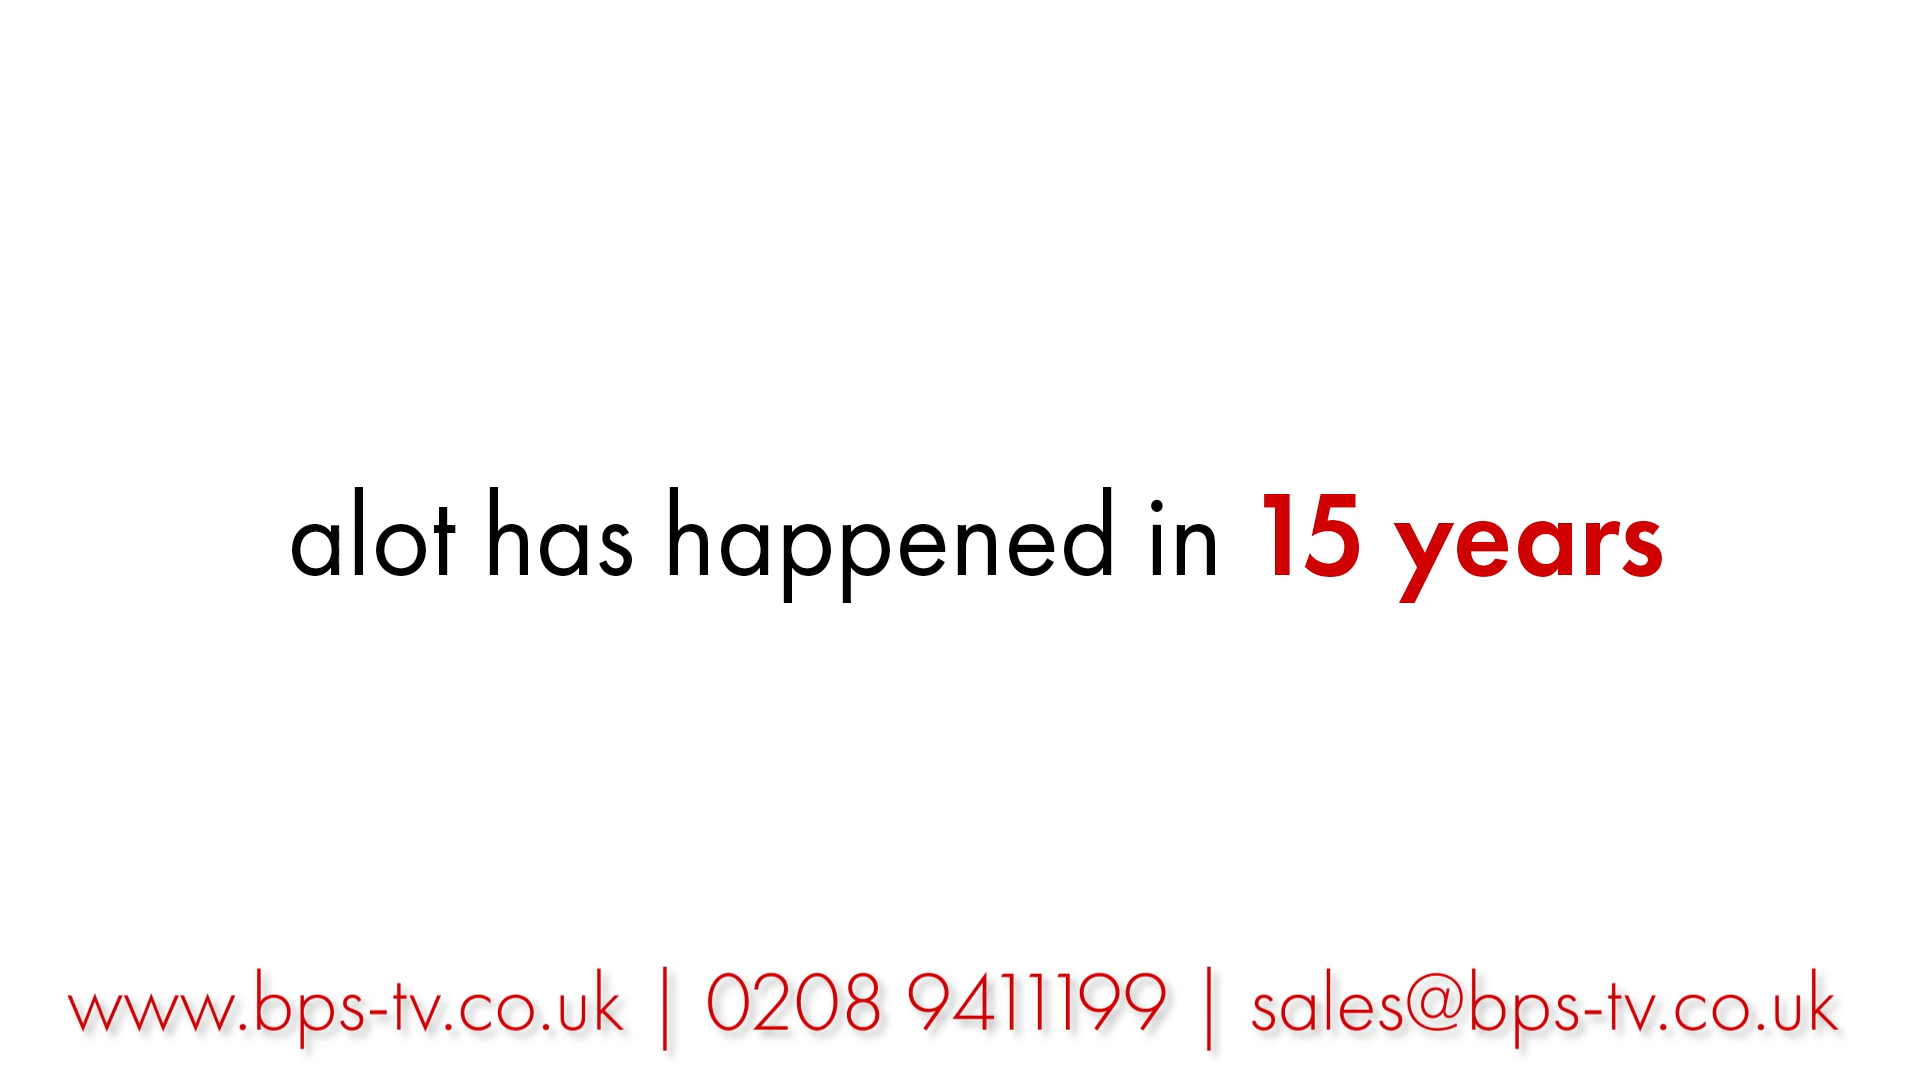 alot has happened in 15 years
www.bps-tv.co.uk | 0208 9411199 | sales@bps-tv.co.uk